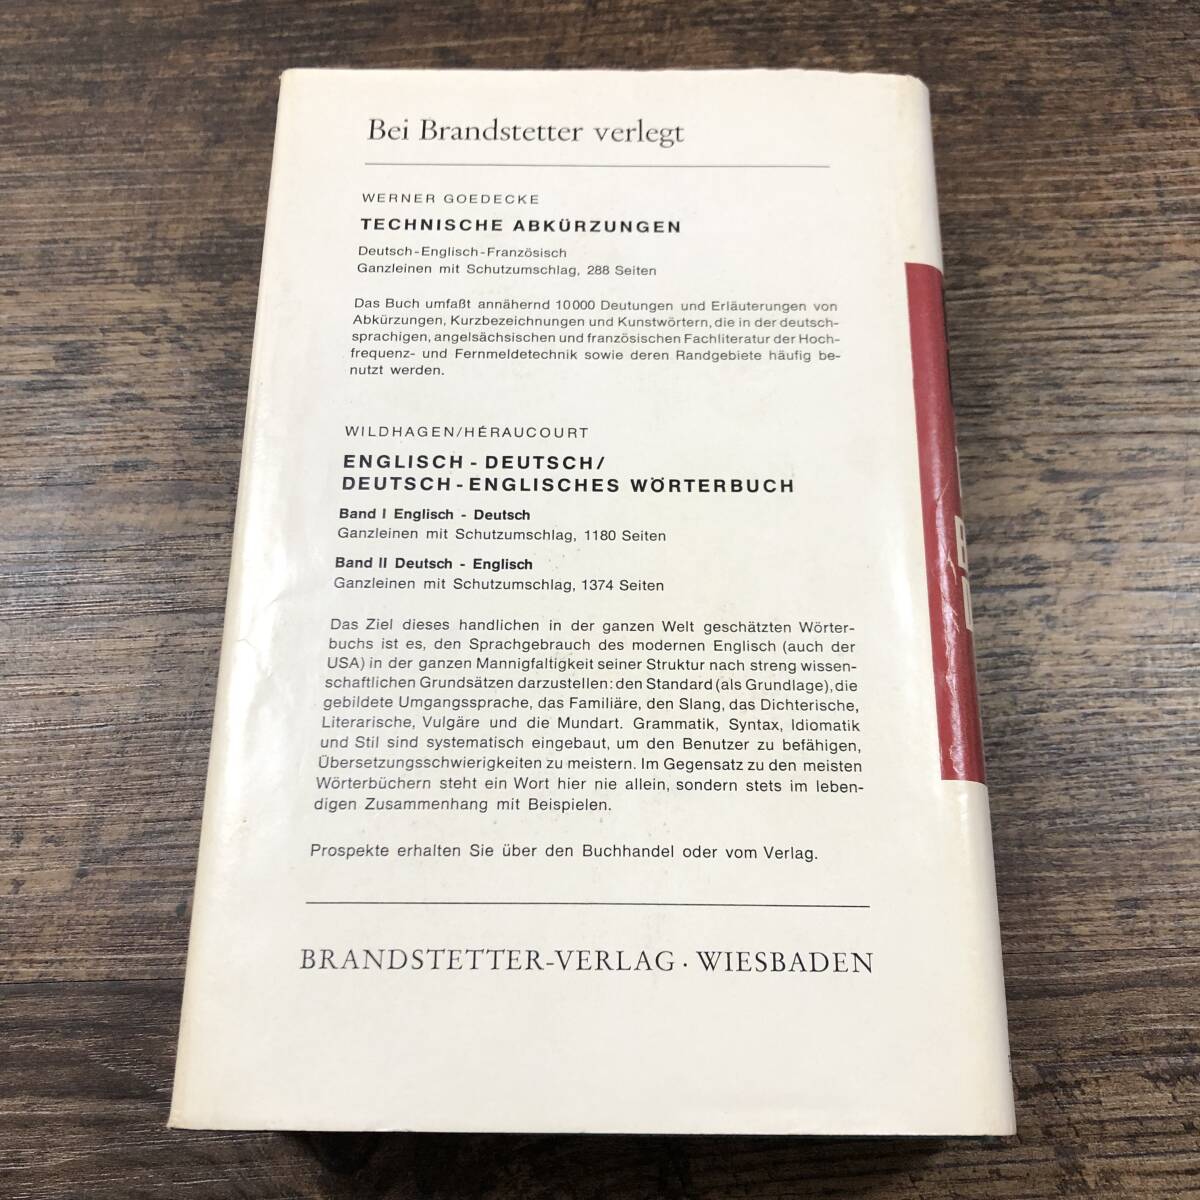 Bei Brandstetter verlegt
WERNER GOEDECKE
TECHNISCHE ABKÜRZUNGEN
Deutsch-Englisch-Französisch
Ganzleinen mit Schutzumschlag, 288 Seiten
Das Buch umfaßt annähernd 10000 Deutungen und Erläuterungen von
Abkürzungen, Kurzbezeichnungen und Kunstwörtern, die in der deutsch-
sprachigen, angelsächsischen und französischen Fachliteratur der Hoch-
frequenz- und Fernmeldetechnik sowie deren Randgebiete häufig be-
nutzt werden.
WILDHAGEN/HÉRAUCOURT
ENGLISCH - DEUTSCH/
DEUTSCH - ENGLISCHES WÖRTERBUCH
Band I Englisch - Deutsch
Ganzleinen mit Schutzumschlag, 1180 Seiten
Band II Deutsch - Englisch
Ganzleinen mit Schutzumschlag, 1374 Seiten
Das Ziel dieses handlichen in der ganzen Welt geschätzten Wörter-
buchs ist es, den Sprachgebrauch des modernen Englisch (auch der
USA) in der ganzen Mannigfaltigkeit seiner Struktur nach streng wissen-
schaftlichen Grundsätzen darzustellen: den Standard (als Grundlage), die
gebildete Umgangssprache, das Familiäre, den Slang, das Dichterische,
Literarische, Vulgäre und die Mundart. Grammatik, Syntax, Idiomatik
und Stil sind systematisch eingebaut, um den Benutzer zu befähigen,
Übersetzungsschwierigkeiten zu meistern. Im Gegensatz zu den meisten
Wörterbüchern steht ein Wort hier nie allein, sondern stets im leben-
digen Zusammenhang mit Beispielen.
Prospekte erhalten Sie über den Buchhandel oder vom Verlag.
BRANDSTETTER-VERLAG · WIESBADEN